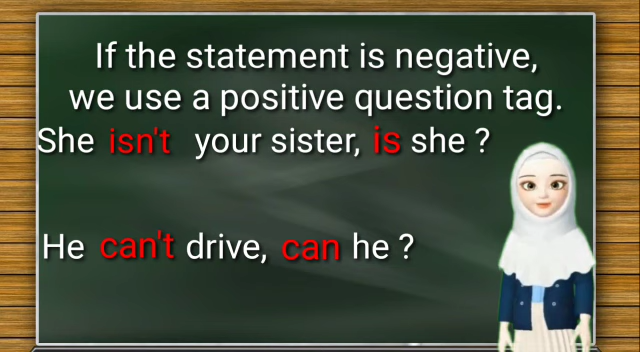 If the statement is negative,
we use a positive question tag.
She isn't your sister, is she ?
He can't drive, can he ?